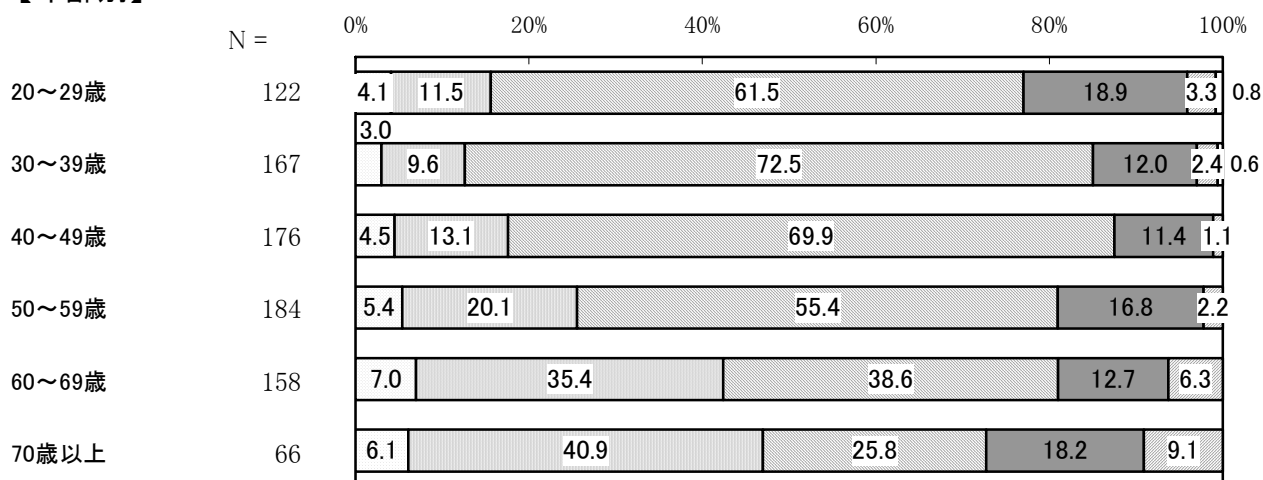 0% 20% 40% 60% 80% 100%
N =
20～29歳 122 4.1 11.5 61.5 18.9 3.3 0.8
3.0
30～39歳 167 9.6 72.5 12.0 2.4 0.6
40～49歳 176 4.5 13.1 69.9 11.4 1.1
50～59歳 184 5.4 20.1 55.4 16.8 2.2
60～69歳 158 7.0 35.4 38.6 12.7 6.3
70歳以上 66 6.1 40.9 25.8 18.2 9.1